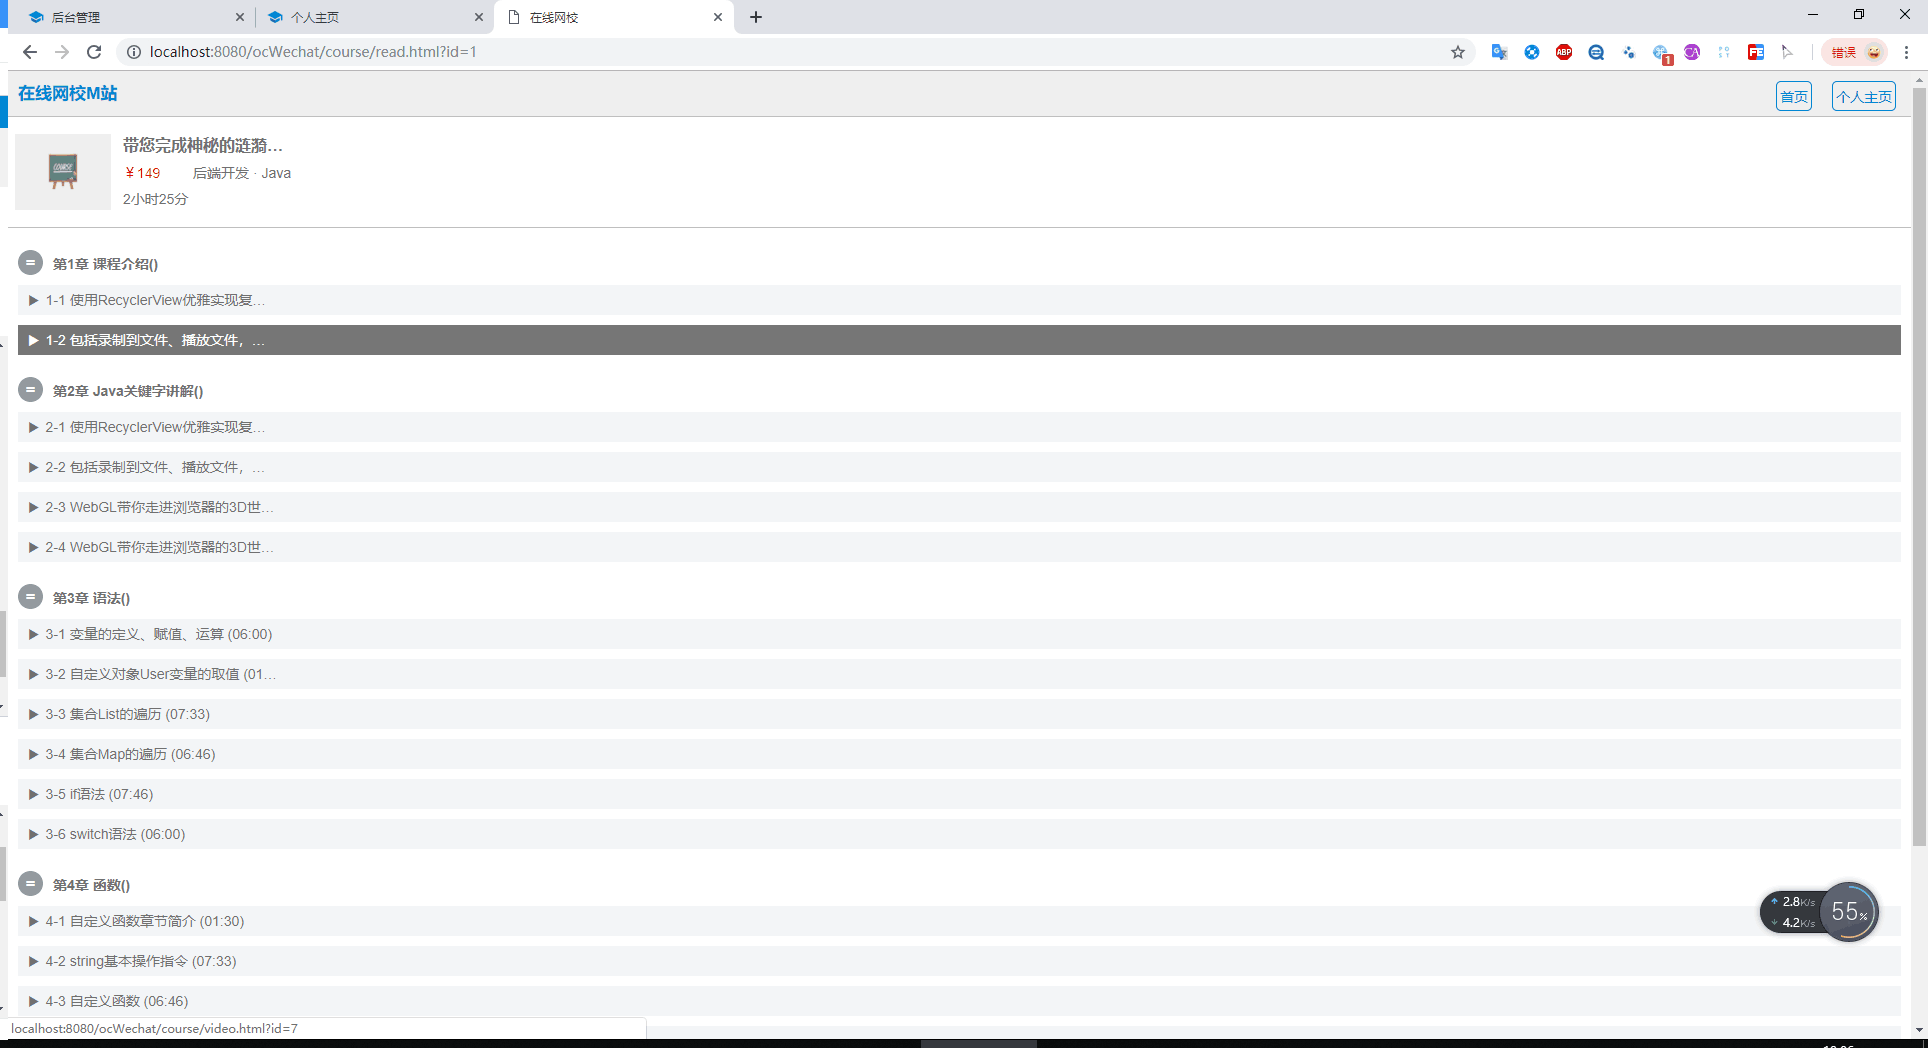 后台管理
个人主页
在线网校
localhost:8080/ocWechat/course/read.html?id=1
ABP
1
CA
FE
错误
在线网校M站
首页
个人主页
COURSE
带您完成神秘的涟漪...
￥149 后端开发 · Java
2小时25分
= 第1章 课程介绍()
1-1 使用RecyclerView优雅实现复...
1-2 包括录制到文件、播放文件，...
= 第2章 Java关键字讲解()
2-1 使用RecyclerView优雅实现复...
2-2 包括录制到文件、播放文件，...
2-3 WebGL带你走进浏览器的3D世...
2-4 WebGL带你走进浏览器的3D世...
= 第3章 语法()
3-1 变量的定义、赋值、运算 (06:00)
3-2 自定义对象User变量的取值 (01...
3-3 集合List的遍历 (07:33)
3-4 集合Map的遍历 (06:46)
3-5 if语法 (07:46)
3-6 switch语法 (06:00)
= 第4章 函数()
4-1 自定义函数章节简介 (01:30)
2.8K/s
55%
4.2K/s
4-2 string基本操作指令 (07:33)
4-3 自定义函数 (06:46)
localhost:8080/ocWechat/course/video.html?id=7